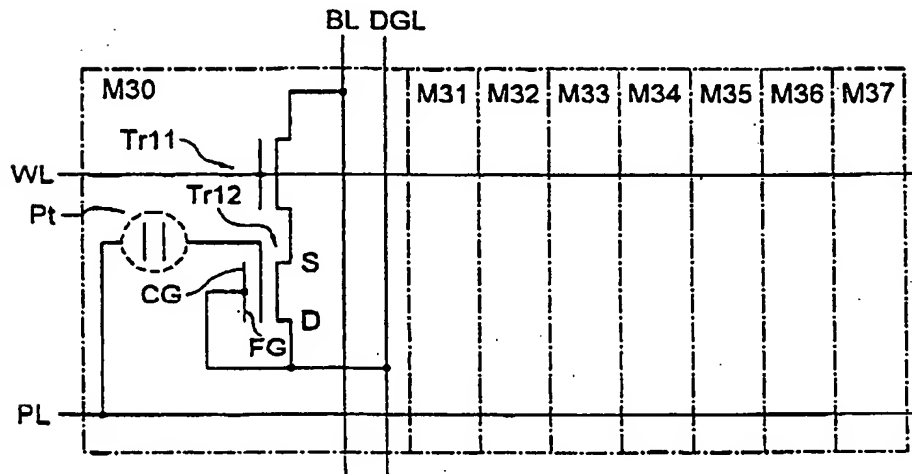 BL DGL
M30 M31 M32 M33 M34 M35 M36 M37
Tr11
WL
Tr12
Pt
S
CG
D
FG
PL